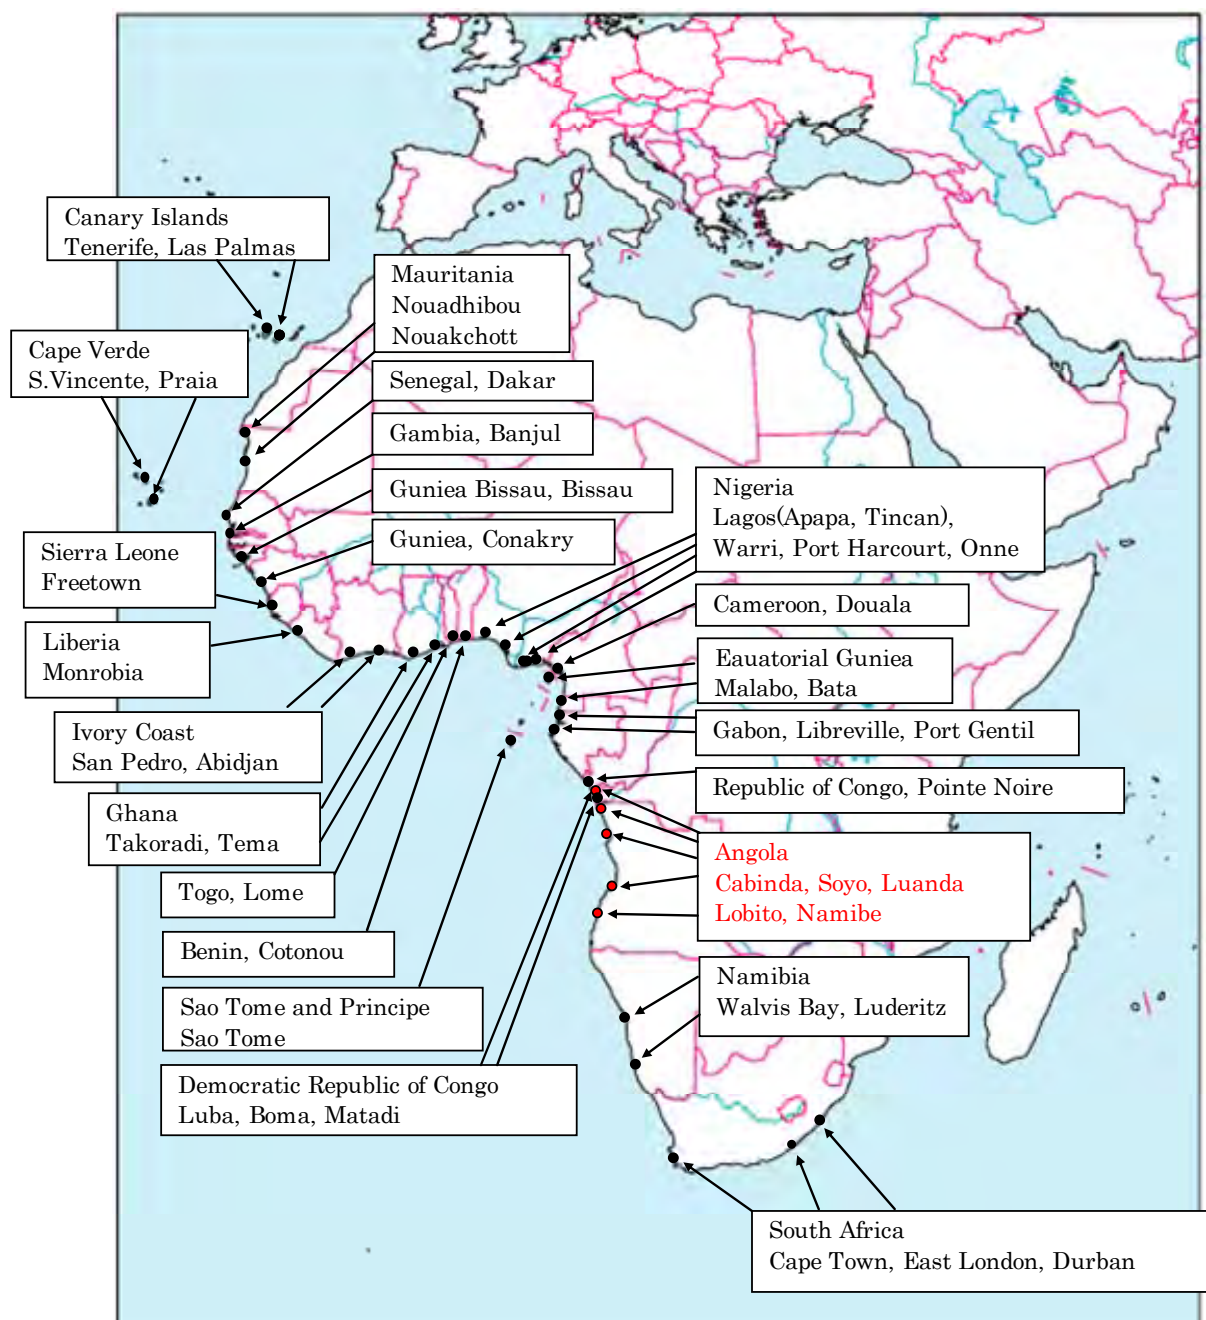 Canary Islands
Tenerife, Las Palmas
Mauritania
Nouadhibou
Nouakchott
Cape Verde
S.Vincente, Praia
Senegal, Dakar
Gambia, Banjul
Guniea Bissau, Bissau
Guniea, Conakry
Nigeria
Lagos(Apapa, Tincan),
Warri, Port Harcourt, Onne
Sierra Leone
Freetown
Cameroon, Douala
Liberia
Monrobia
Eauatorial Guniea
Malabo, Bata
Ivory Coast
San Pedro, Abidjan
Gabon, Libreville, Port Gentil
Republic of Congo, Pointe Noire
Ghana
Takoradi, Tema
Angola
Cabinda, Soyo, Luanda
Lobito, Namibe
Togo, Lome
Benin, Cotonou
Namibia
Walvis Bay, Luderitz
Sao Tome and Principe
Sao Tome
Democratic Republic of Congo
Luba, Boma, Matadi
South Africa
Cape Town, East London, Durban